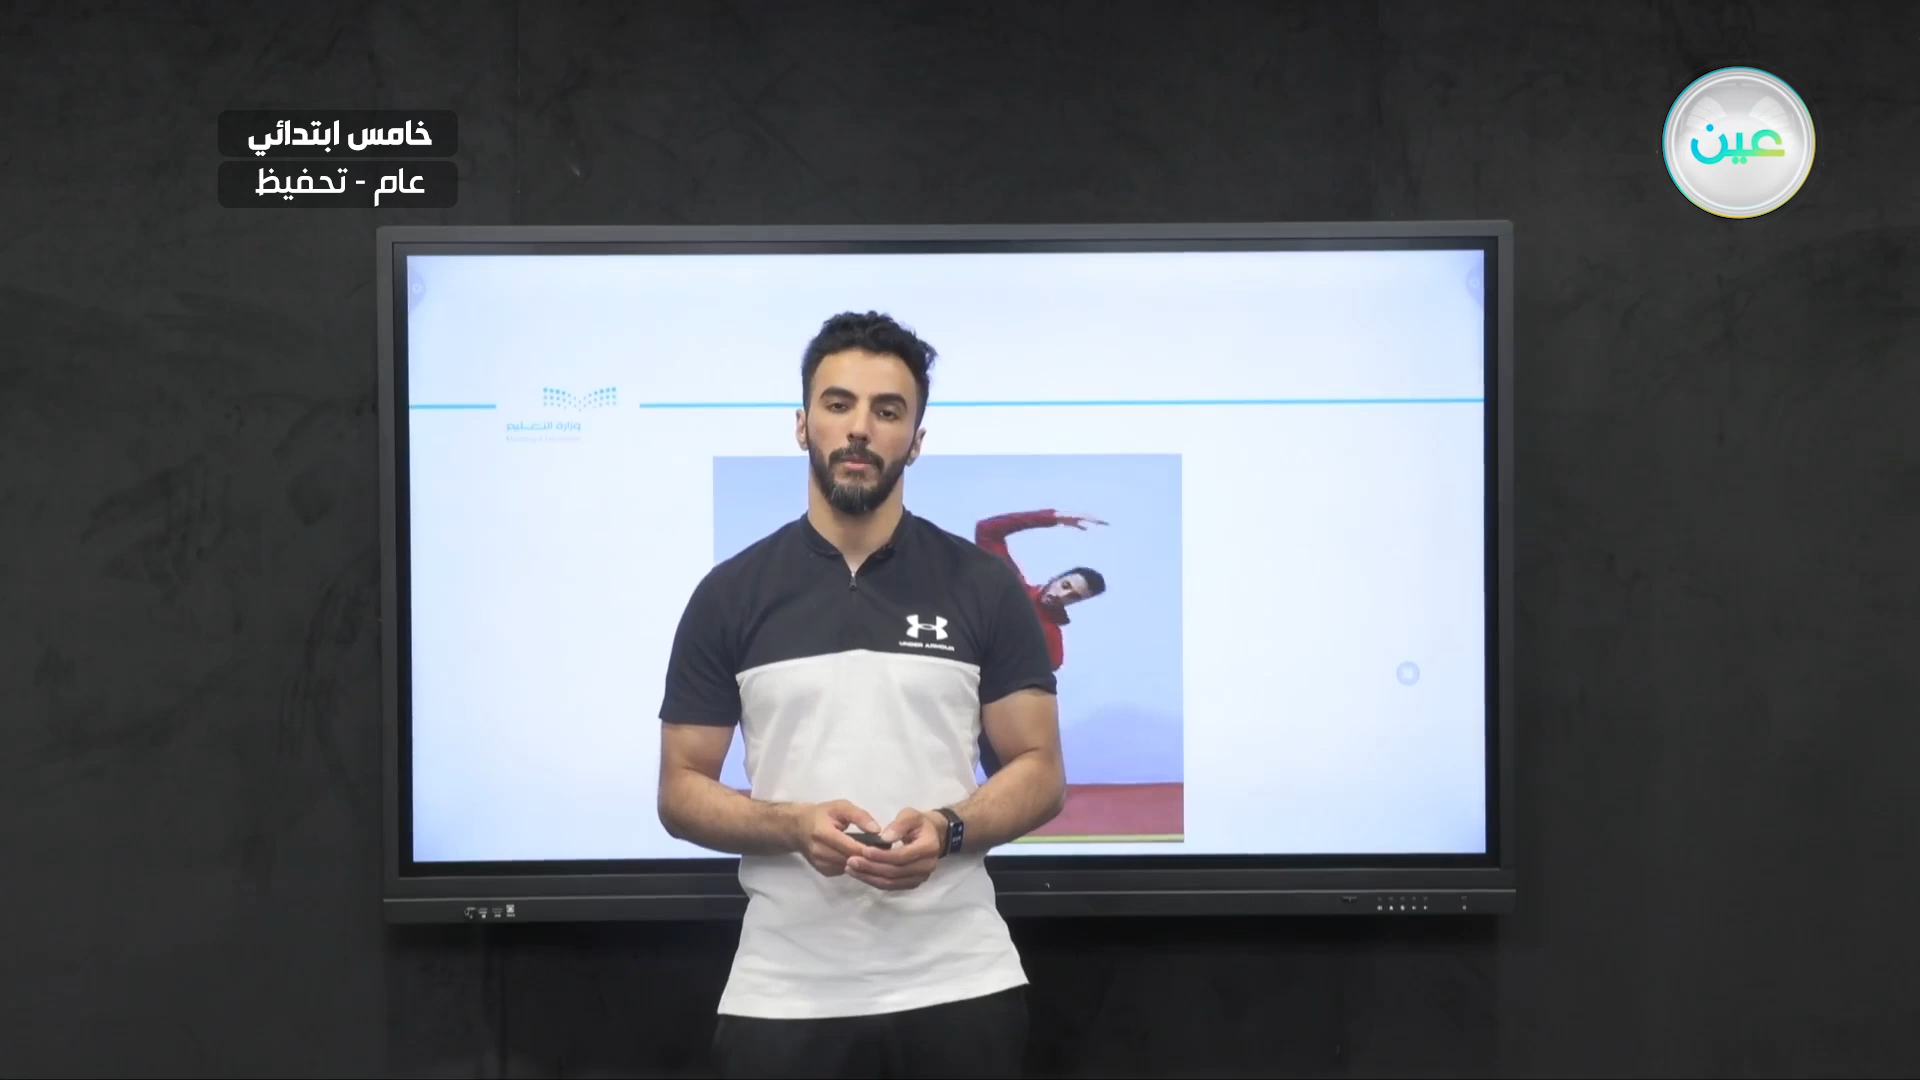 خامس ابتدائي
عام - تحفيظ
عين
وزارة التعليم
UNDER ARMOUR